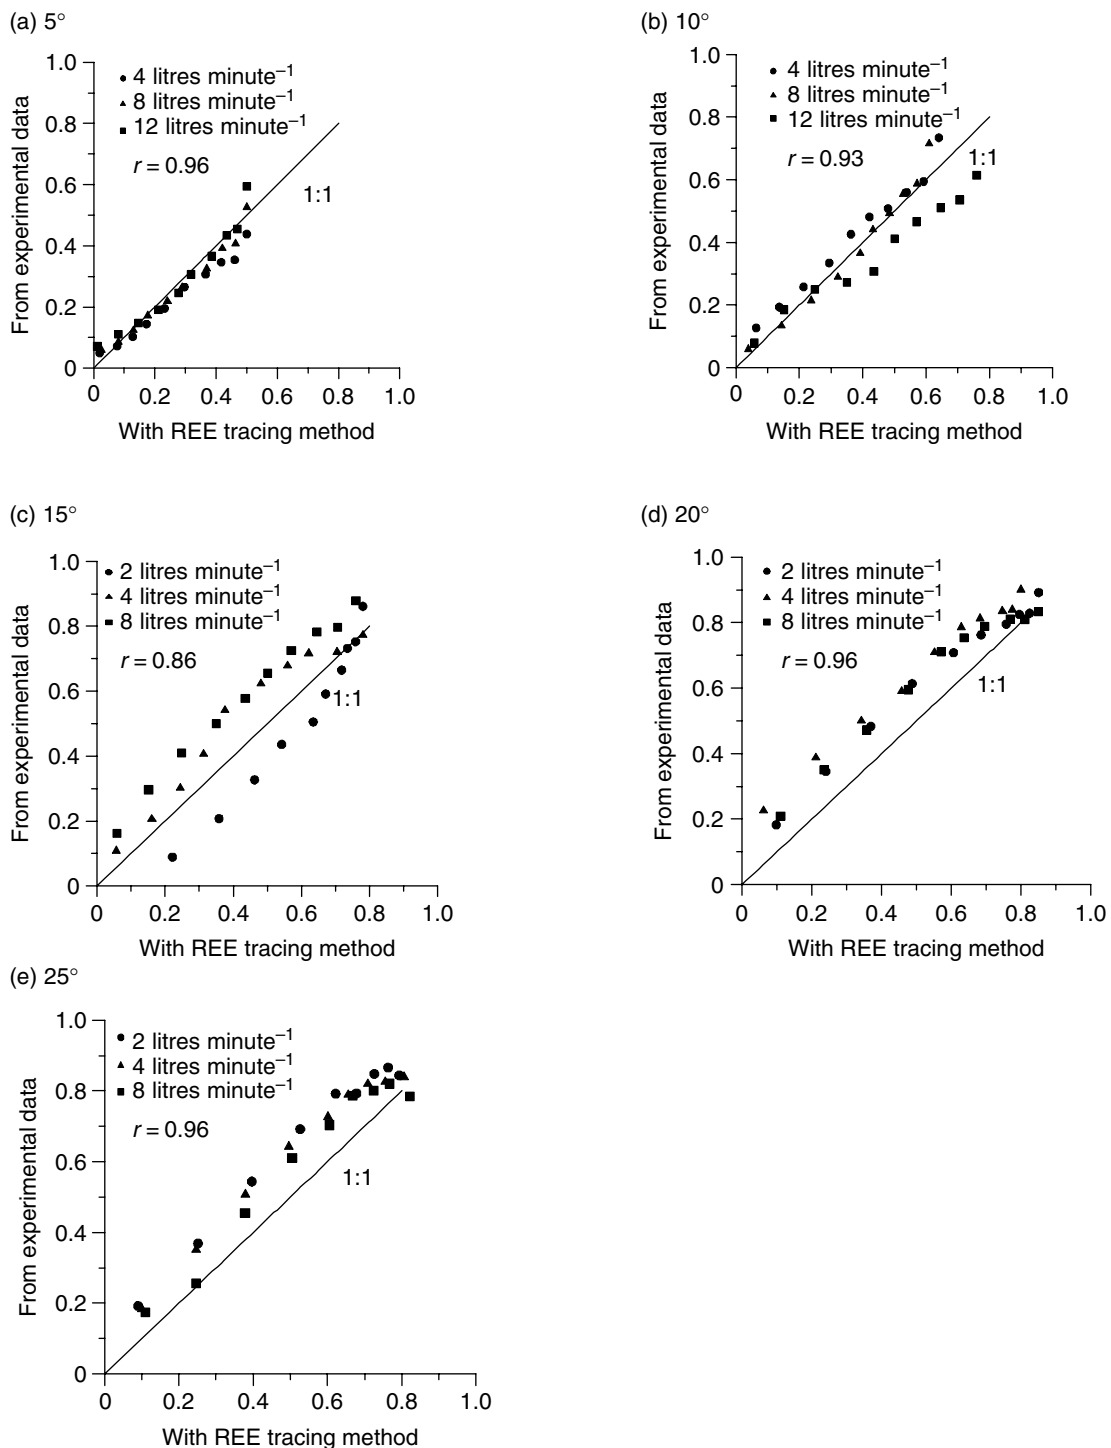 (a) 5°
1.0
0.8
0.6
0.4
0.2
0
From experimental data
4 litres minute⁻¹
8 litres minute⁻¹
12 litres minute⁻¹
r = 0.96
1:1
0 0.2 0.4 0.6 0.8 1.0
With REE tracing method
(b) 10°
1.0
0.8
0.6
0.4
0.2
0
From experimental data
4 litres minute⁻¹
8 litres minute⁻¹
12 litres minute⁻¹
r = 0.93
1:1
0 0.2 0.4 0.6 0.8 1.0
With REE tracing method
(c) 15°
1.0
0.8
0.6
0.4
0.2
0
From experimental data
2 litres minute⁻¹
4 litres minute⁻¹
8 litres minute⁻¹
r = 0.86
1:1
0 0.2 0.4 0.6 0.8 1.0
With REE tracing method
(d) 20°
1.0
0.8
0.6
0.4
0.2
0
From experimental data
2 litres minute⁻¹
4 litres minute⁻¹
8 litres minute⁻¹
r = 0.96
1:1
0 0.2 0.4 0.6 0.8 1.0
With REE tracing method
(e) 25°
1.0
0.8
0.6
0.4
0.2
0
From experimental data
2 litres minute⁻¹
4 litres minute⁻¹
8 litres minute⁻¹
r = 0.96
1:1
0 0.2 0.4 0.6 0.8 1.0
With REE tracing method